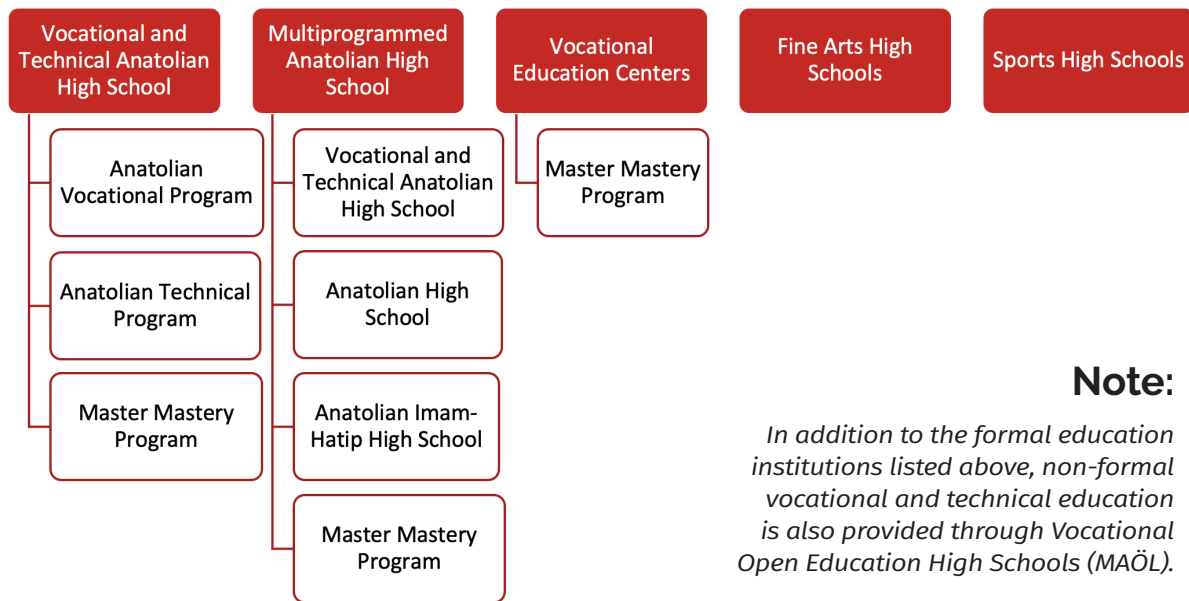 Vocational and
Technical Anatolian
High School
Anatolian
Vocational Program
Anatolian Technical
Program
Master Mastery
Program
Multiprogrammed
Anatolian High
School
Vocational and
Technical Anatolian
High School
Anatolian High
School
Anatolian Imam-
Hatip High School
Master Mastery
Program
Vocational
Education Centers
Master Mastery
Program
Fine Arts High
Schools
Sports High Schools
Note:
In addition to the formal education
institutions listed above, non-formal
vocational and technical education
is also provided through Vocational
Open Education High Schools (MAÖL).